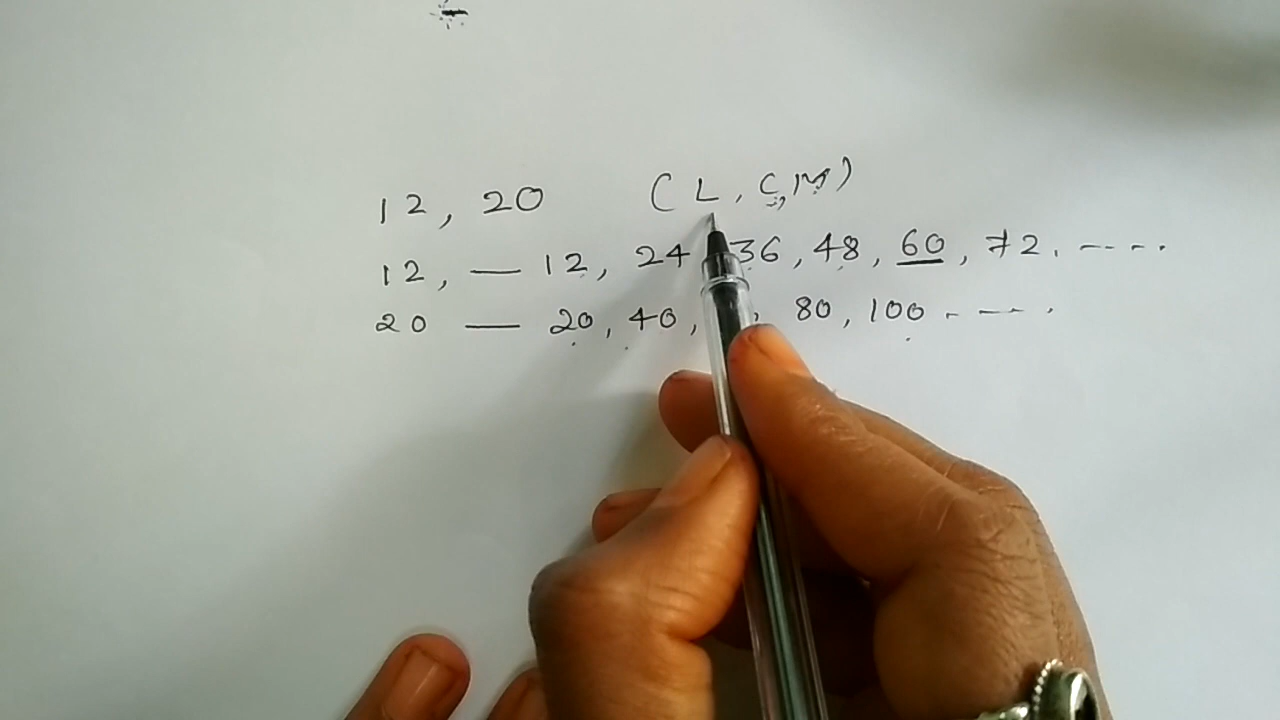 12, 20 (L, C, M)
12, — 12, 24 36, 48, 60, 72, ----
20 — 20, 40, 80, 100 ----